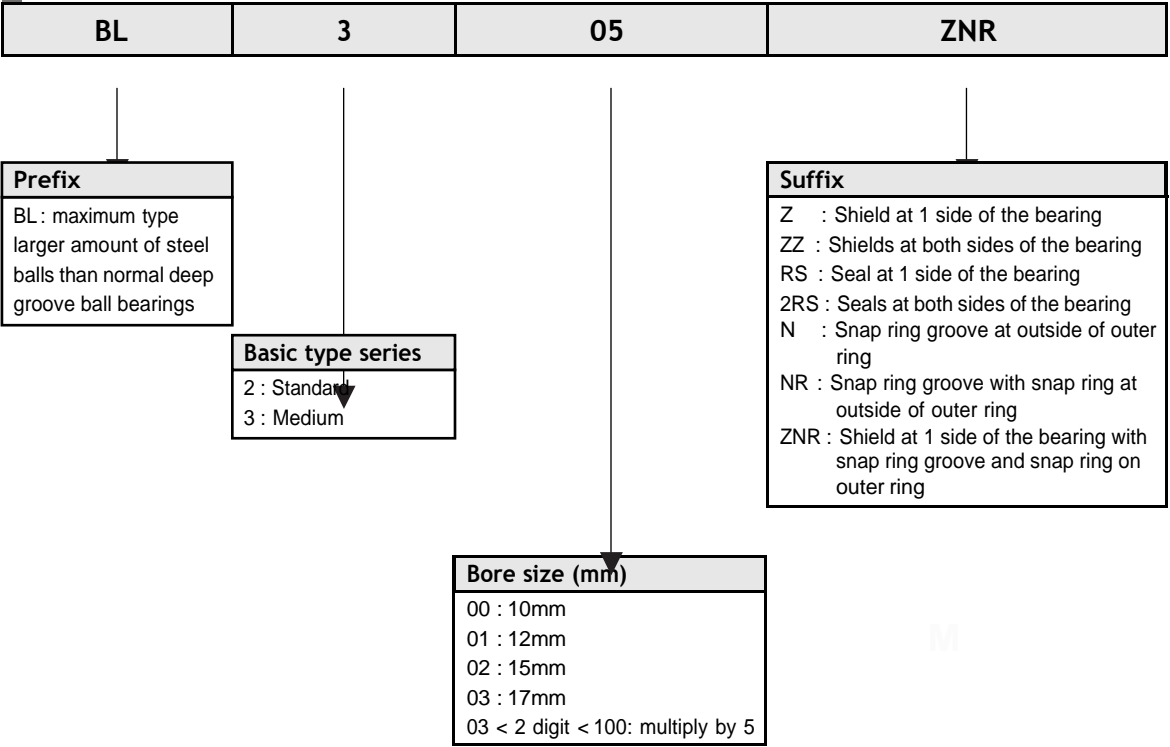 BL 3 05 ZNR
Prefix
BL : maximum type
larger amount of steel
balls than normal deep
groove ball bearings
Basic type series
2 : Standard
3 : Medium
Bore size (mm)
00 : 10mm
01 : 12mm
02 : 15mm
03 : 17mm
03 < 2 digit < 100: multiply by 5
Suffix
Z : Shield at 1 side of the bearing
ZZ : Shields at both sides of the bearing
RS : Seal at 1 side of the bearing
2RS : Seals at both sides of the bearing
N : Snap ring groove at outside of outer
ring
NR : Snap ring groove with snap ring at
outside of outer ring
ZNR : Shield at 1 side of the bearing with
snap ring groove and snap ring on
outer ring
M